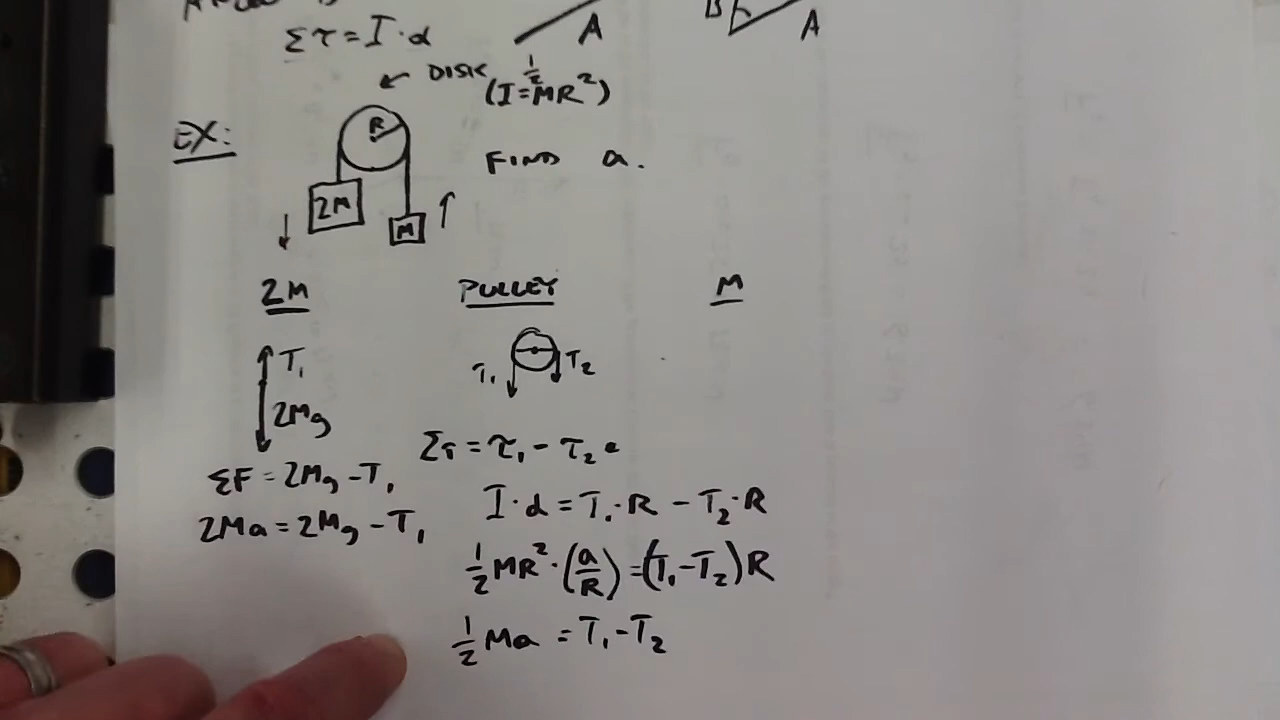 Στ = I·α
A
B
A
DISK (I = ½MR²)
EX:
R
FIND a.
2M
M
2M
PULLEY
M
T₁
T₁
T₂
2Mg
Στ = τ₁ - τ₂
ΣF = 2Mg - T₁
I·α = T₁·R - T₂·R
2Ma = 2Mg - T₁
½MR²·(a/R) = (T₁-T₂)R
½Ma = T₁-T₂